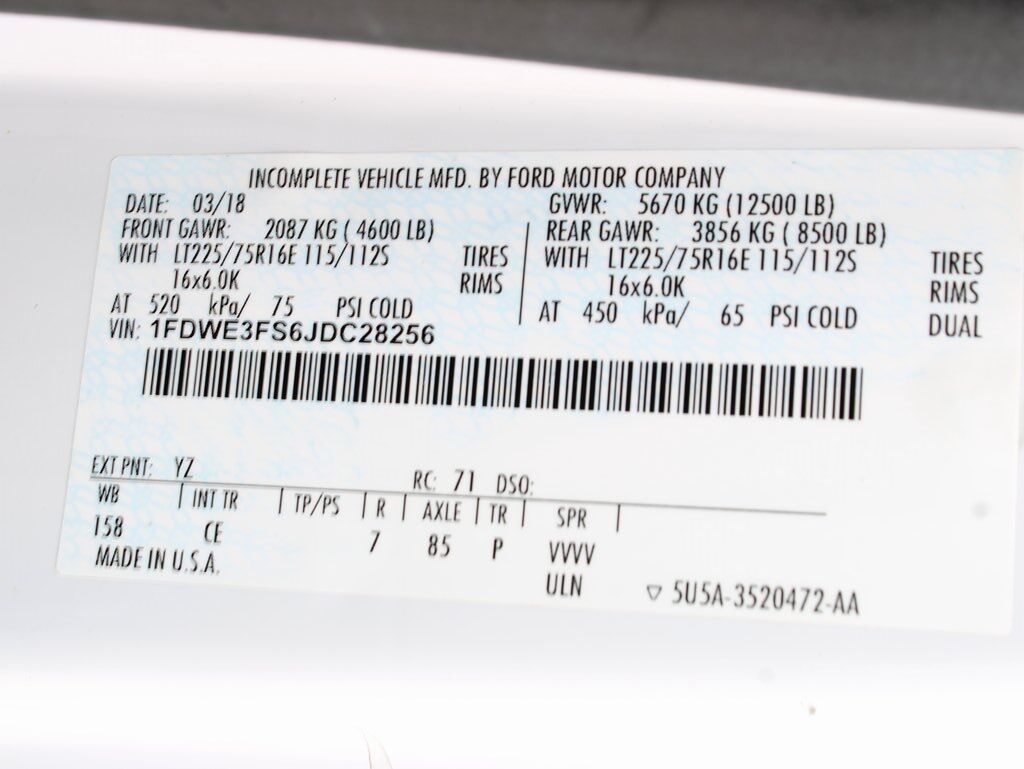 INCOMPLETE VEHICLE MFD. BY FORD MOTOR COMPANY
DATE: 03/18 GVWR: 5670 KG (12500 LB)
FRONT GAWR: 2087 KG ( 4600 LB) REAR GAWR: 3856 KG ( 8500 LB)
WITH LT225/75R16E 115/112S TIRES WITH LT225/75R16E 115/112S TIRES
16x6.0K RIMS 16x6.0K RIMS
AT 520 kPa/ 75 PSI COLD AT 450 kPa/ 65 PSI COLD DUAL
VIN: 1FDWE3FS6JDC28256
EXT PNT: YZ RC: 71 DSO:
WB INT TR TP/PS R AXLE TR SPR
158 CE 7 85 P VVVV
MADE IN U.S.A. ULN ▽ 5U5A-3520472-AA